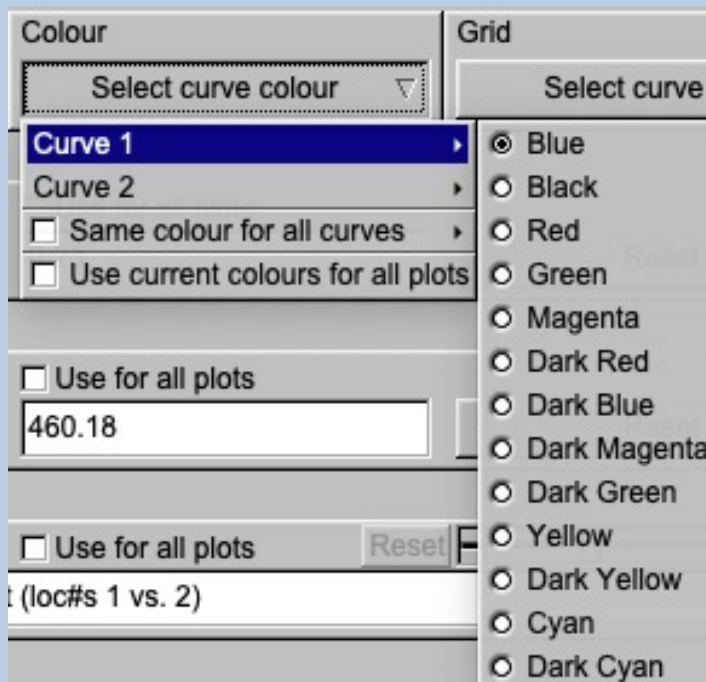 Colour
Grid
Select curve colour
Select curve
Curve 1
Curve 2
Same colour for all curves
Use current colours for all plots
Blue
Black
Red
Green
Magenta
Dark Red
Dark Blue
Dark Magenta
Dark Green
Yellow
Dark Yellow
Cyan
Dark Cyan
Reset
Use for all plots
460.18
Reset
Use for all plots
Reset
(loc#s 1 vs. 2)